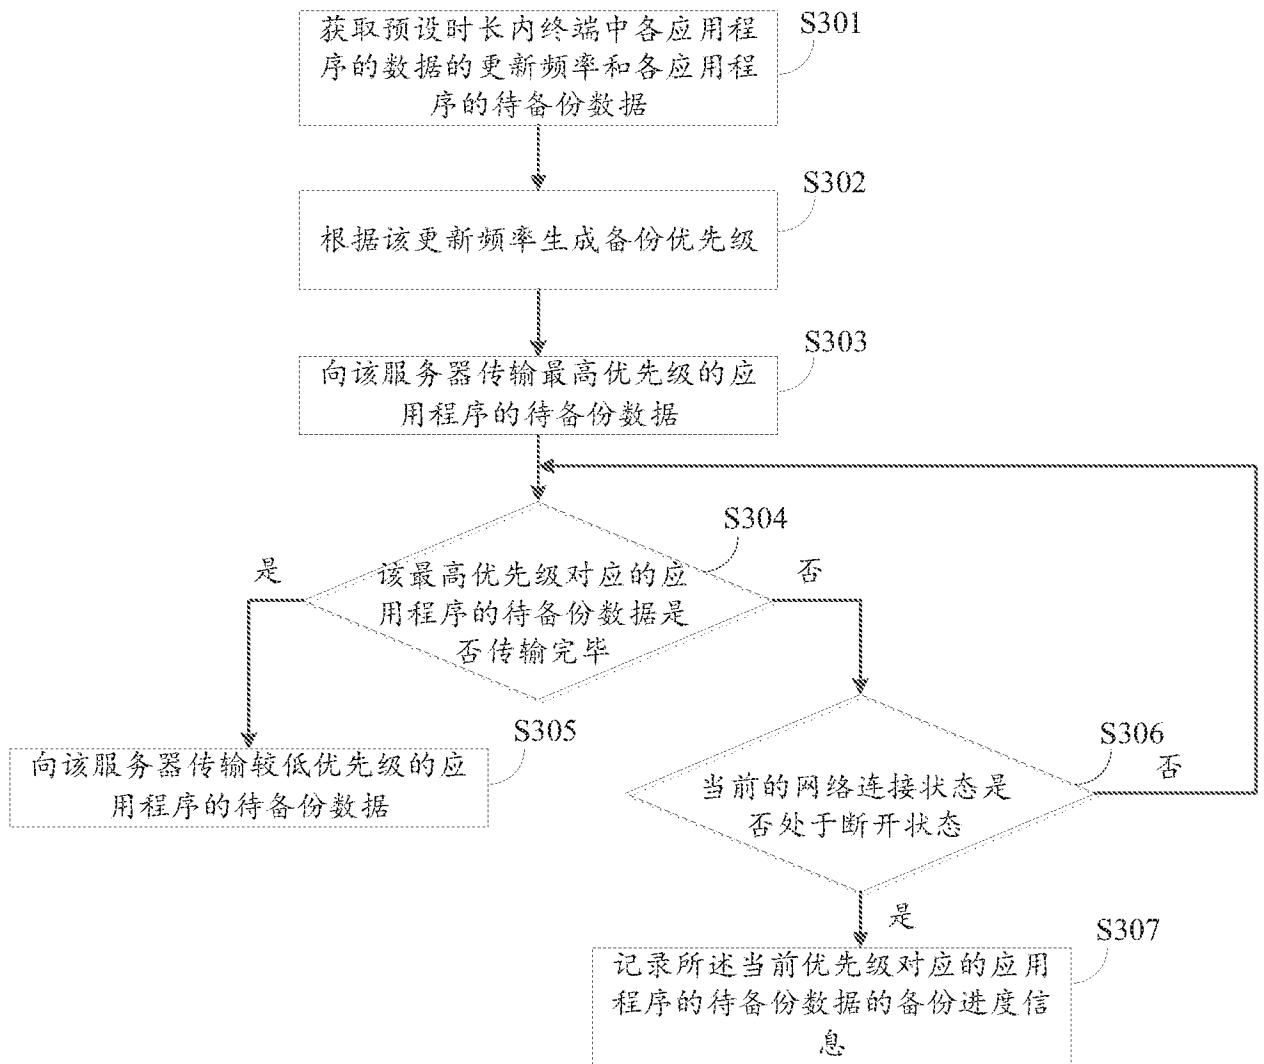 获取预设时长内终端中各应用程
序的数据的更新频率和各应用程
序的待备份数据
S301
根据该更新频率生成备份优先级
S302
向该服务器传输最高优先级的应
用程序的待备份数据
S303
该最高优先级对应的应
用程序的待备份数据是
否传输完毕
S304
是
否
向该服务器传输较低优先级的应
用程序的待备份数据
S305
当前的网络连接状态是
否处于断开状态
S306
否
是
记录所述当前优先级对应的应用
程序的待备份数据的备份进度信
息
S307